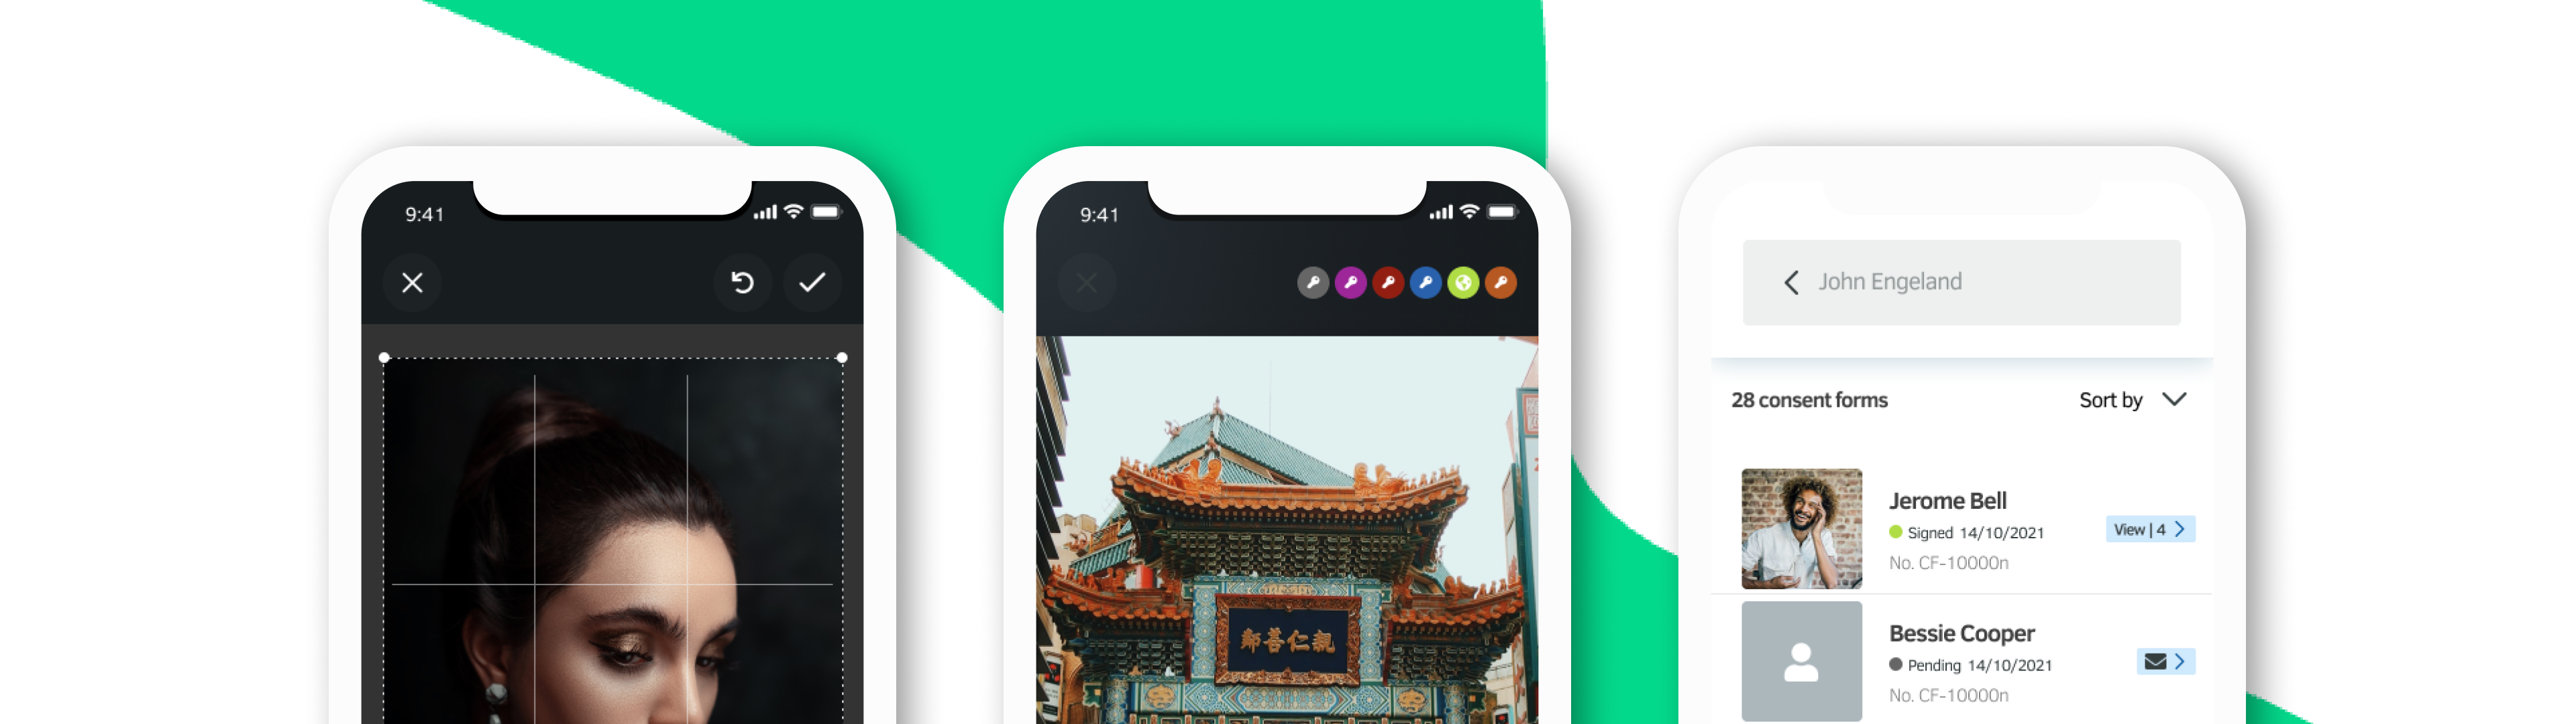 9:41
9:41
鄰善仁親
John Engeland
28 consent forms
Sort by
Jerome Bell
Signed 14/10/2021
View | 4
No. CF-10000n
Bessie Cooper
Pending 14/10/2021
No. CF-10000n